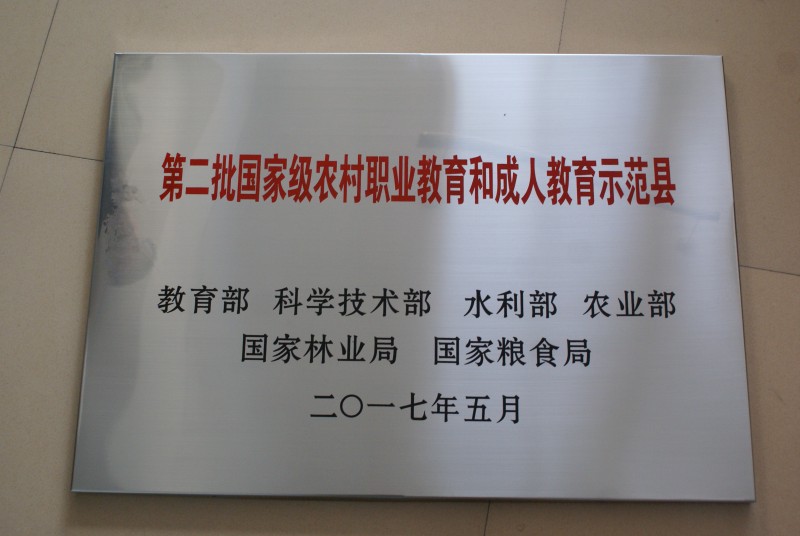 第二批国家级农村职业教育和成人教育示范县
教育部 科学技术部 水利部 农业部
国家林业局 国家粮食局
二〇一七年五月